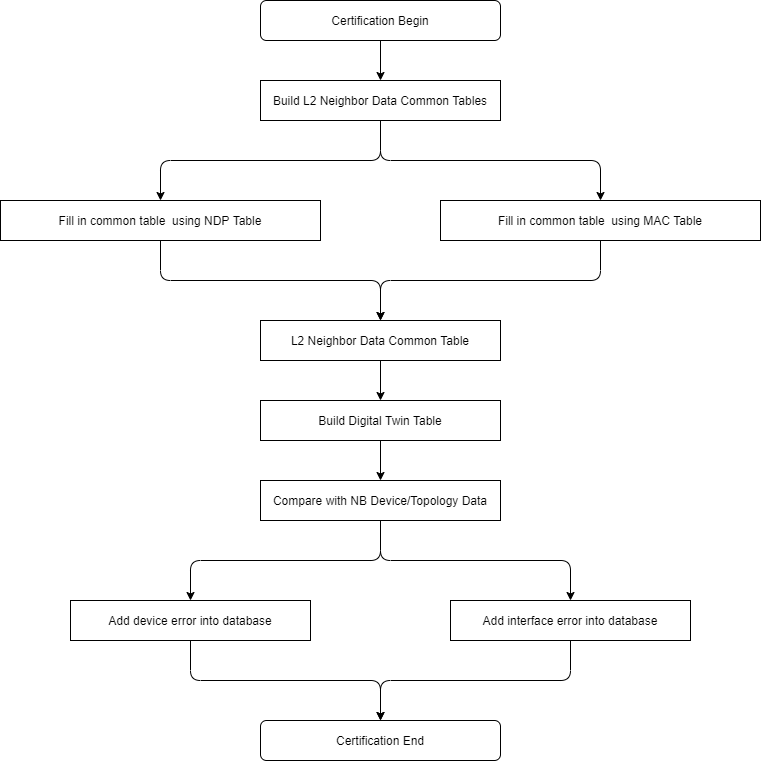 Certification Begin
Build L2 Neighbor Data Common Tables
Fill in common table  using NDP Table
Fill in common table  using MAC Table
L2 Neighbor Data Common Table
Build Digital Twin Table
Compare with NB Device/Topology Data
Add device error into database
Add interface error into database
Certification End